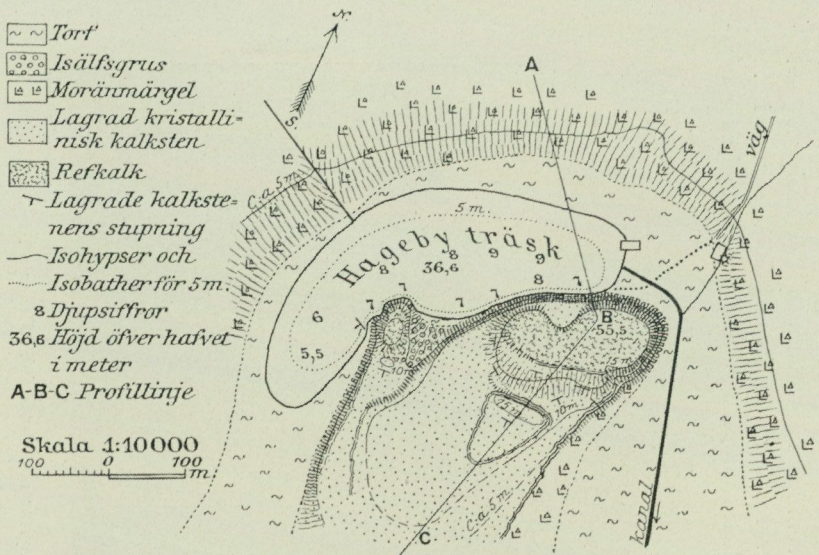 Torf
Isälfsgrus
Moränmärgel
Lagrad kristalli-
nisk kalksten
Refkalk
Lagrade kalkste-
nens stupning
Isohypser och
Isobather för 5 m.
8 Djupsiffror
36,6 Höjd öfver hafvet
i meter
A-B-C Profillinje
Skala 1:10000
100 0 100
m.
N.
S.
A
väg
C:a 5 m.
5 m.
Hageby träsk
8 8 9 9
36,6
8
7 7 7 7 7
6
5,5
B
55,5
15 m.
10 m.
10 m.
C:a 5 m.
C
kanal